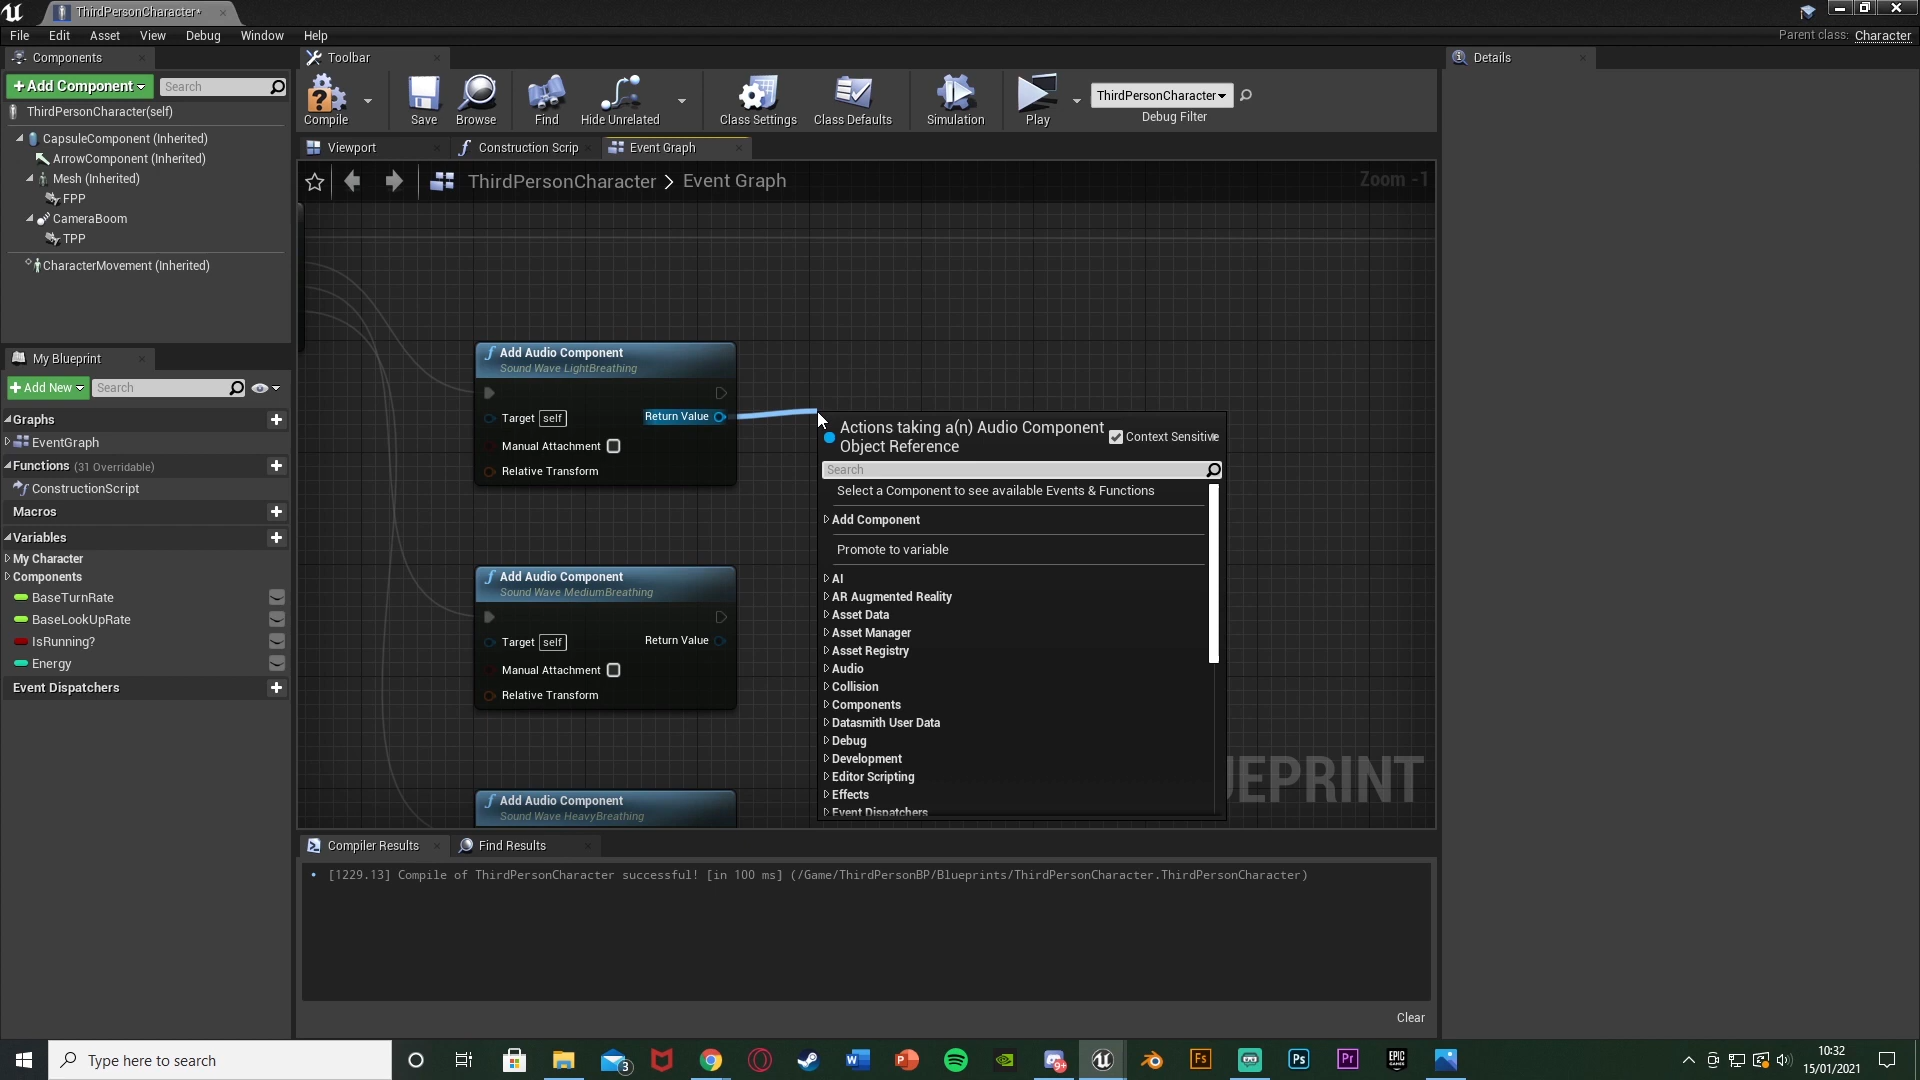 ThirdPersonCharacter*
File Edit Asset View Debug Window Help
Parent class: Character
Components
+Add Component
Search
ThirdPersonCharacter(self)
CapsuleComponent (Inherited)
ArrowComponent (Inherited)
Mesh (Inherited)
FPP
CameraBoom
TPP
CharacterMovement (Inherited)
My Blueprint
+Add New
Search
Graphs
EventGraph
Functions (31 Overridable)
ConstructionScript
Macros
Variables
My Character
Components
BaseTurnRate
BaseLookUpRate
IsRunning?
Energy
Event Dispatchers
Toolbar
Compile
Save
Browse
Find
Hide Unrelated
Class Settings
Class Defaults
Simulation
Play
ThirdPersonCharacter
Debug Filter
Viewport
Construction Scrip
Event Graph
ThirdPersonCharacter > Event Graph
Zoom -1
Add Audio Component
Sound Wave LightBreathing
Target self
Return Value
Manual Attachment
Relative Transform
Add Audio Component
Sound Wave MediumBreathing
Target self
Return Value
Manual Attachment
Relative Transform
Add Audio Component
Sound Wave HeavyBreathing
Actions taking a(n) Audio Component
Object Reference
Context Sensitive
Search
Select a Component to see available Events & Functions
Add Component
Promote to variable
AI
AR Augmented Reality
Asset Data
Asset Manager
Asset Registry
Audio
Collision
Components
Datasmith User Data
Debug
Development
Editor Scripting
Effects
Event Dispatchers
UEPRINT
Compiler Results
Find Results
[1229.13] Compile of ThirdPersonCharacter successful! [in 100 ms] (/Game/ThirdPersonBP/Blueprints/ThirdPersonCharacter.ThirdPersonCharacter)
Clear
Details
Type here to search
3
W
P
9+
Fs
Ps
Pr
EPIC
GAMES
10:32
15/01/2021